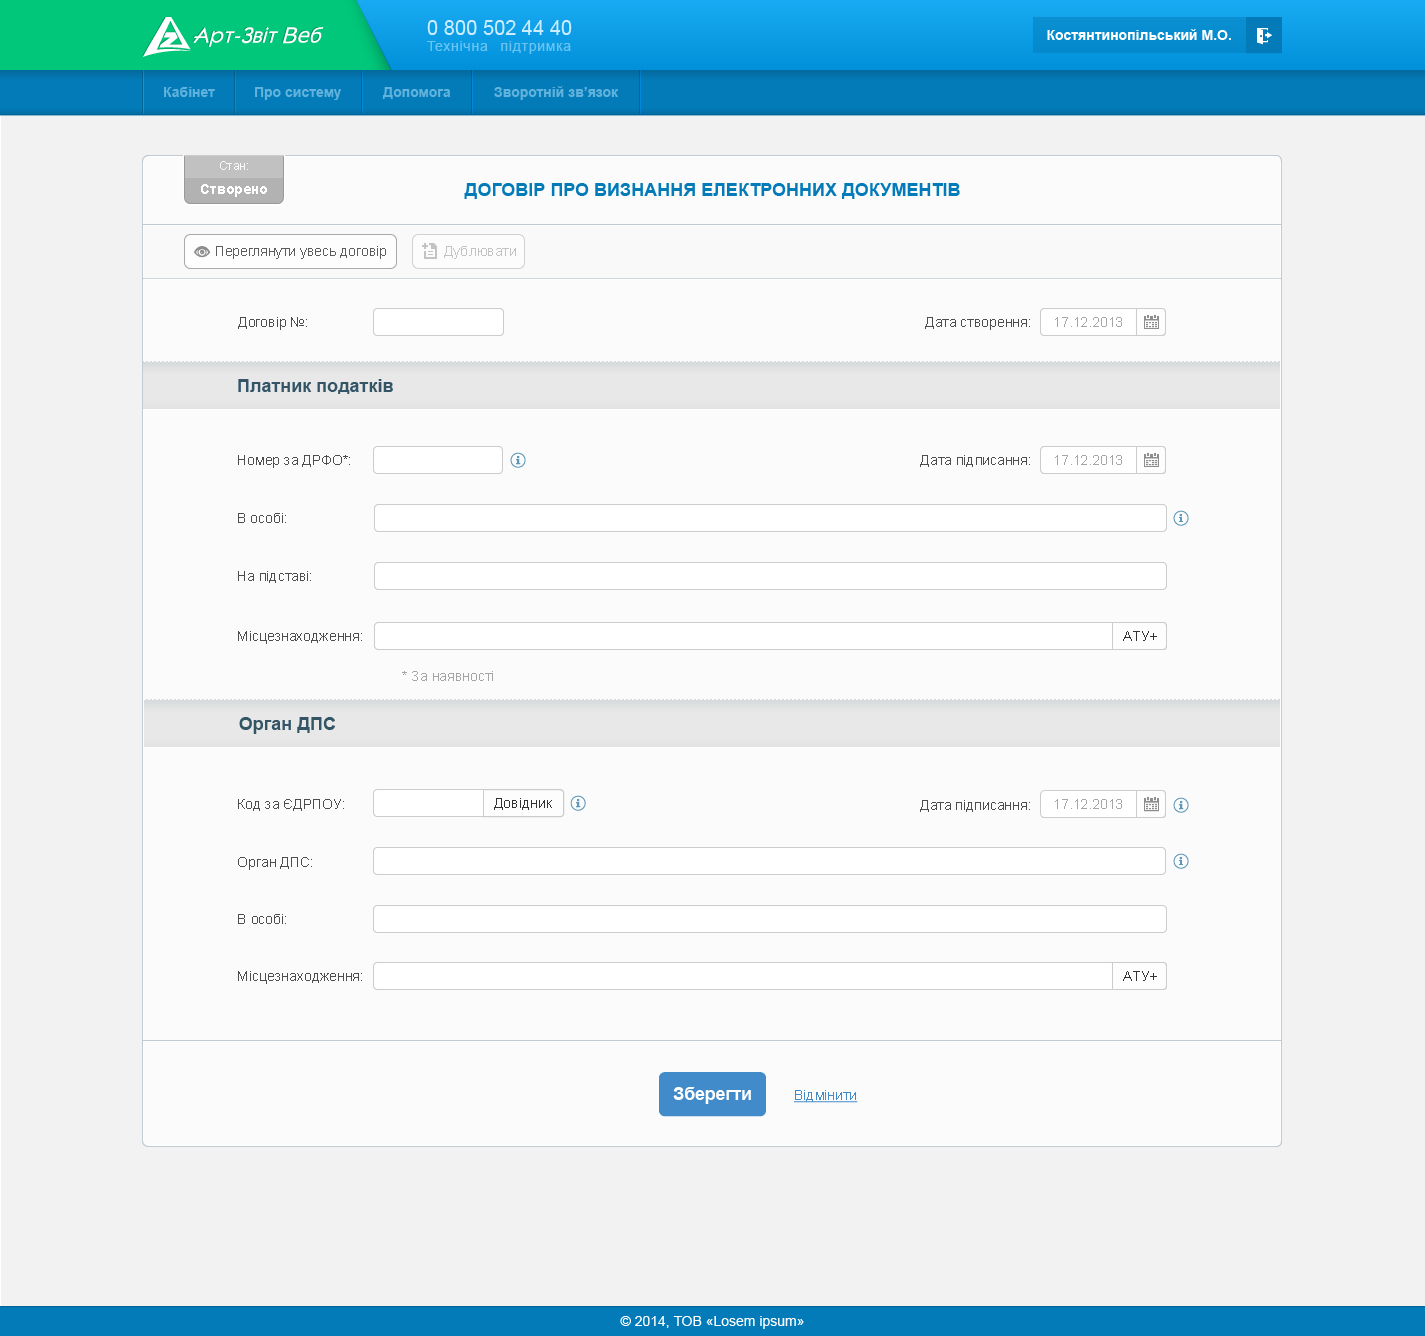 Арт-Звіт Веб
0 800 502 44 40
Технічна підтримка
Костянтинопільський М.О.
Кабінет
Про систему
Допомога
Зворотній зв'язок
Стан:
Створено
ДОГОВІР ПРО ВИЗНАННЯ ЕЛЕКТРОННИХ ДОКУМЕНТІВ
Переглянути увесь договір
Дублювати
Договір №:
Дата створення:
17.12.2013
Платник податків
Номер за ДРФО*:
Дата підписання:
17.12.2013
В особі:
На підставі:
Місцезнаходження:
АТУ+
* За наявності
Орган ДПС
Код за ЄДРПОУ:
Довідник
Дата підписання:
17.12.2013
Орган ДПС:
В особі:
Місцезнаходження:
АТУ+
Зберегти
Відмінити
© 2014, ТОВ «Losem ipsum»